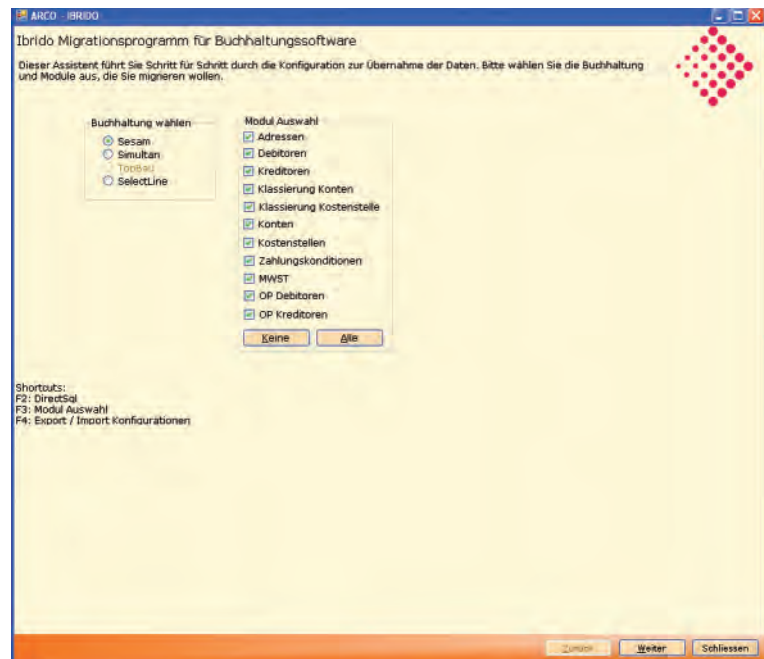 ARCO - IBRIDO
Ibrido Migrationsprogramm für Buchhaltungssoftware
Dieser Assistent führt Sie Schritt für Schritt durch die Konfiguration zur Übernahme der Daten. Bitte wählen Sie die Buchhaltung
und Module aus, die Sie migrieren wollen.
Buchhaltung wählen
Sesam
Simultan
TopBau
SelectLine
Modul Auswahl
Adressen
Debitoren
Kreditoren
Klassierung Konten
Klassierung Kostenstelle
Konten
Kostenstellen
Zahlungskonditionen
MWST
OP Debitoren
OP Kreditoren
Keine Alle
Shortcuts:
F2: DirectSql
F3: Modul Auswahl
F4: Export / Import Konfigurationen
Zurück Weiter Schliessen